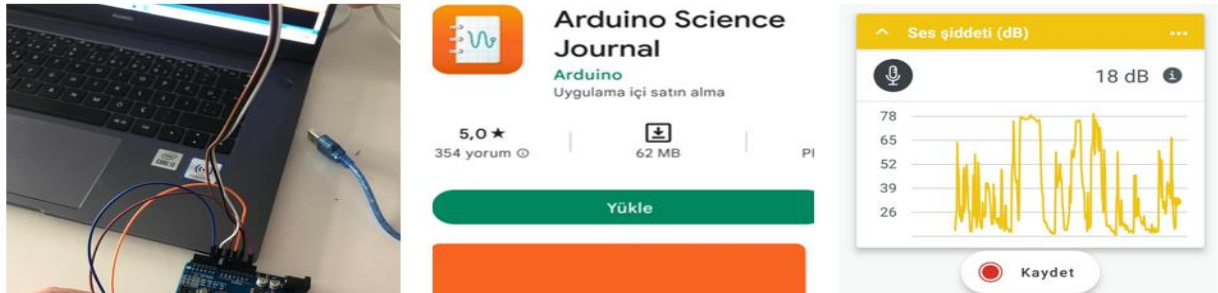 Arduino Science
Journal
Arduino
Uygulama içi satın alma
5,0 ★
354 yorum
62 MB
Yükle
Ses şiddeti (dB)
18 dB
78
65
52
39
26
Kaydet